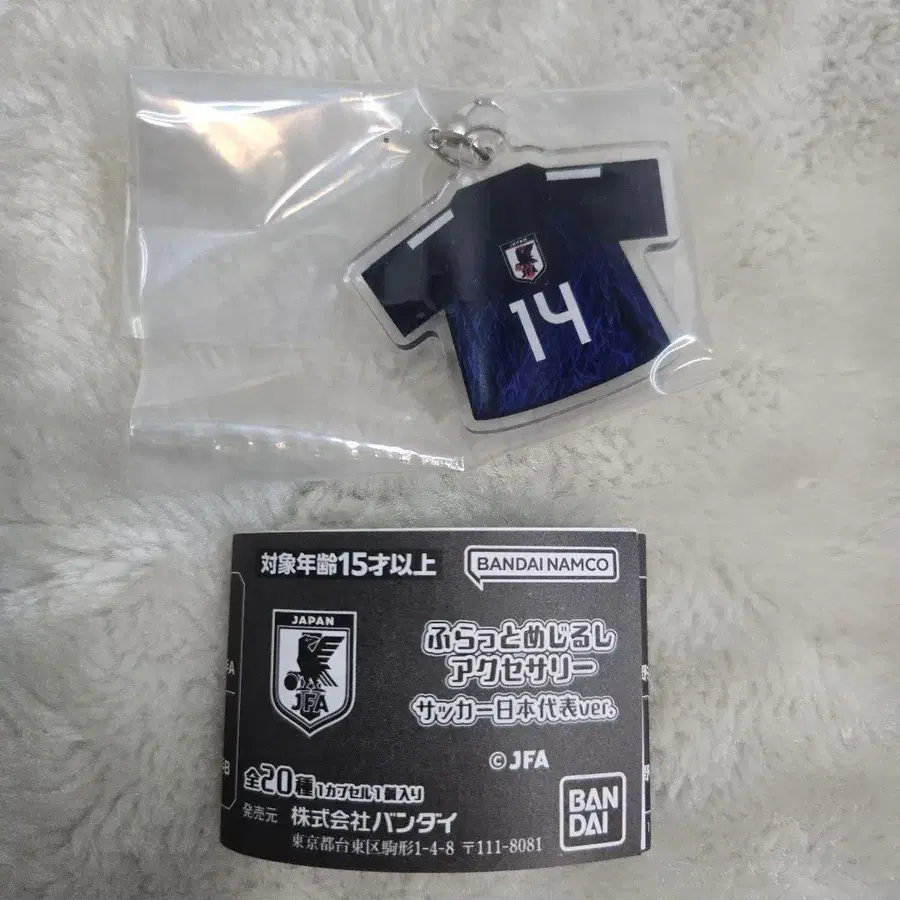 JAPAN
JFA
14
対象年齢15才以上
BANDAI NAMCO
JAPAN
JFA
ふらっとめじるし
アクセサリー
サッカー日本代表ver.
©JFA
全20種 1カプセル1個入り
発売元 株式会社バンダイ
東京都台東区駒形1-4-8 〒111-8081
BAN
DAI